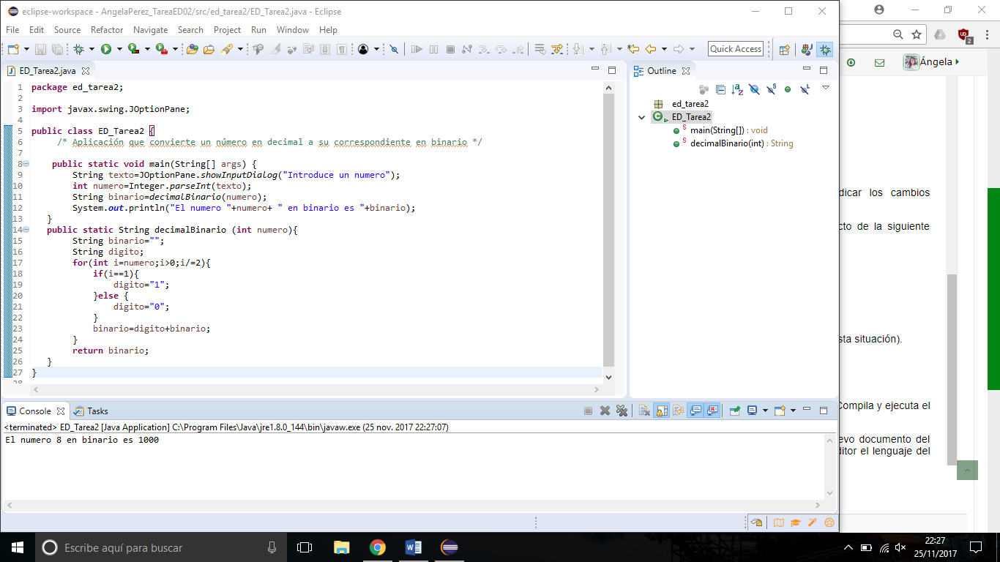 eclipse-workspace - AngelaPerez_TareaED02/src/ed_tarea2/ED_Tarea2.java - Eclipse
File Edit Source Refactor Navigate Search Project Run Window Help
Quick Access
ED_Tarea2.java
1 package ed_tarea2;
2
3 import javax.swing.JOptionPane;
4
5 public class ED_Tarea2 {
6 /* Aplicación que convierte un número en decimal a su correspondiente en binario */
7
8 public static void main(String[] args) {
9 String texto=JOptionPane.showInputDialog("Introduce un numero");
10 int numero=Integer.parseInt(texto);
11 String binario=decimalBinario(numero);
12 System.out.println("El numero "+numero+ " en binario es "+binario);
13 }
14 public static String decimalBinario (int numero){
15 String binario="";
16 String digito;
17 for(int i=numero;i>0;i/=2){
18 if(i==1){
19 digito="1";
20 }else {
21 digito="0";
22 }
23 binario=digito+binario;
24 }
25 return binario;
26 }
27 }
28
Outline
ed_tarea2
ED_Tarea2
main(String[]) : void
decimalBinario(int) : String
Console Tasks
<terminated> ED_Tarea2 [Java Application] C:\Program Files\Java\jre1.8.0_144\bin\javaw.exe (25 nov. 2017 22:27:07)
El numero 8 en binario es 1000
2
Ángela
dicar los cambios
cto de la siguiente
sta situación).
Compila y ejecuta el
evo documento del
ditor el lenguaje del
Escribe aquí para buscar
22:27
25/11/2017